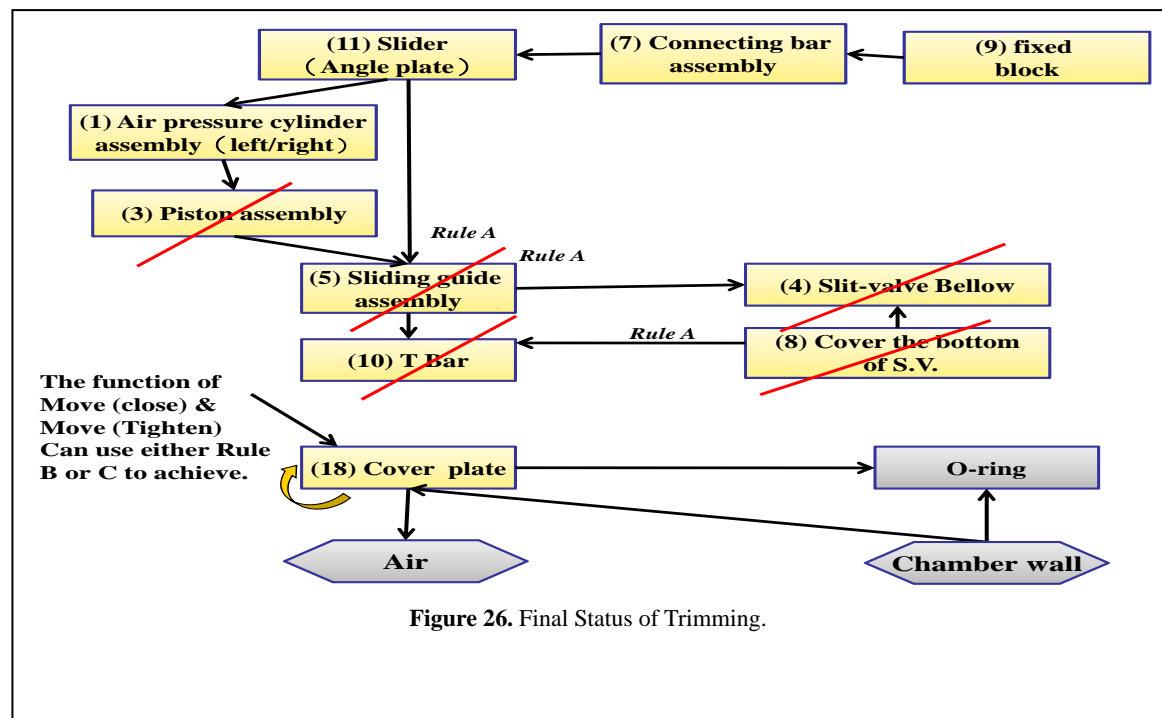 (11) Slider
（Angle plate）
(7) Connecting bar
assembly
(9) fixed
block
(1) Air pressure cylinder
assembly（left/right）
(3) Piston assembly
Rule A
Rule A
(5) Sliding guide
assembly
(4) Slit-valve Bellow
(10) T Bar
Rule A
(8) Cover the bottom
of S.V.
The function of
Move (close) &
Move (Tighten)
Can use either Rule
B or C to achieve.
(18) Cover plate
O-ring
Air
Chamber wall
Figure 26. Final Status of Trimming.